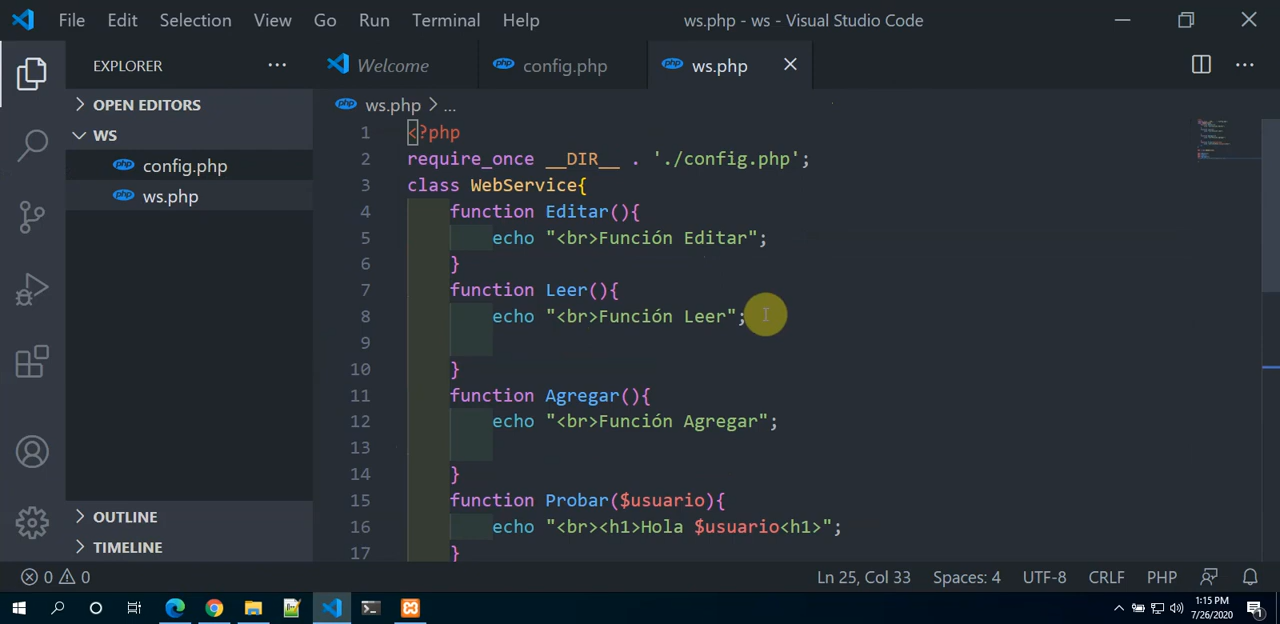 File Edit Selection View Go Run Terminal Help ws.php - ws - Visual Studio Code
EXPLORER ... Welcome config.php ws.php
OPEN EDITORS
WS
config.php
ws.php
OUTLINE
TIMELINE
ws.php > ...
1 <?php
2 require_once __DIR__ . './config.php';
3 class WebService{
4 function Editar(){
5 echo "<br>Función Editar";
6 }
7 function Leer(){
8 echo "<br>Función Leer";
9
10 }
11 function Agregar(){
12 echo "<br>Función Agregar";
13
14 }
15 function Probar($usuario){
16 echo "<br><h1>Hola $usuario<h1>";
17 }
0 0 Ln 25, Col 33 Spaces: 4 UTF-8 CRLF PHP
1:15 PM
7/26/2020
1